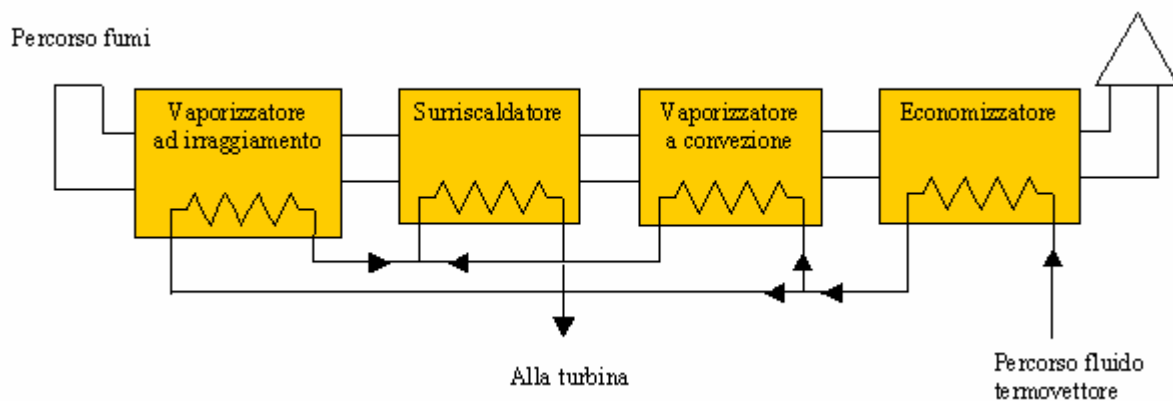 Percorso fumi
Vaporizzatore
ad irraggiamento
Surriscaldatore
Vaporizzatore
a convezione
Economizzatore
Alla turbina
Percorso fluido
termovettore